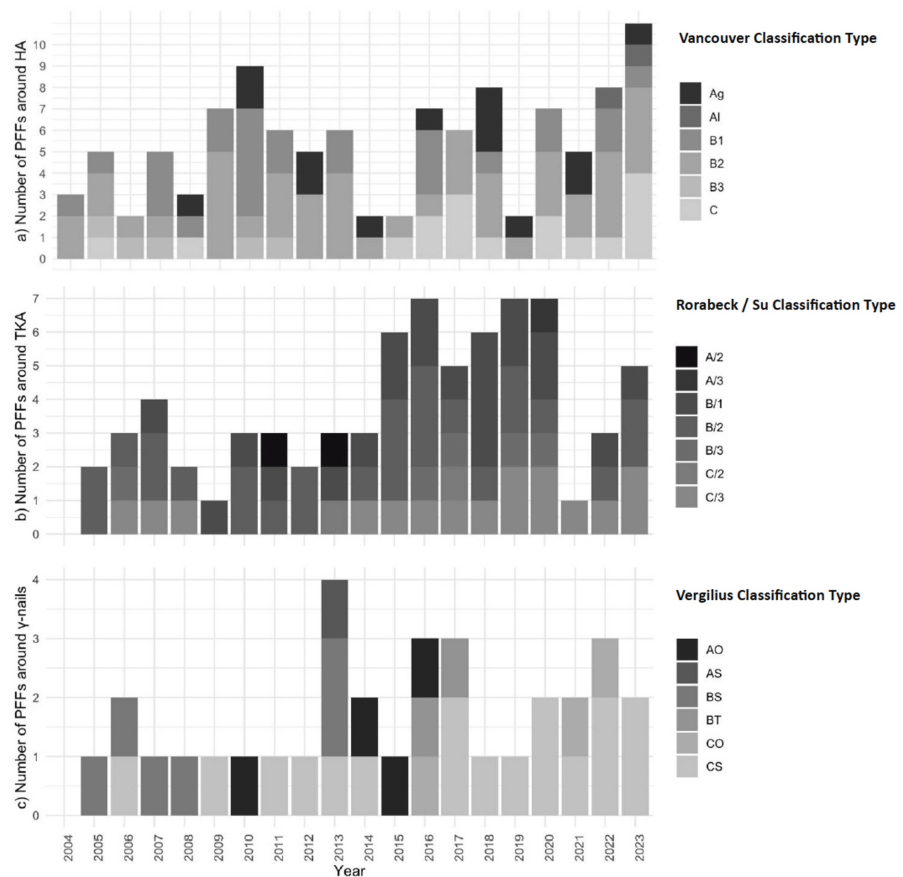 a) Number of PFFs around HA
10
9
8
7
6
5
4
3
2
1
0
Vancouver Classification Type
Ag
Al
B1
B2
B3
C
b) Number of PFFs around TKA
7
6
5
4
3
2
1
0
Rorabeck / Su Classification Type
A/2
A/3
B/1
B/2
B/3
C/2
C/3
c) Number of PFFs around γ-nails
4
3
2
1
0
Vergilius Classification Type
AO
AS
BS
BT
CO
CS
2004
2005
2006
2007
2008
2009
2010
2011
2012
2013
2014
2015
2016
2017
2018
2019
2020
2021
2022
2023
Year